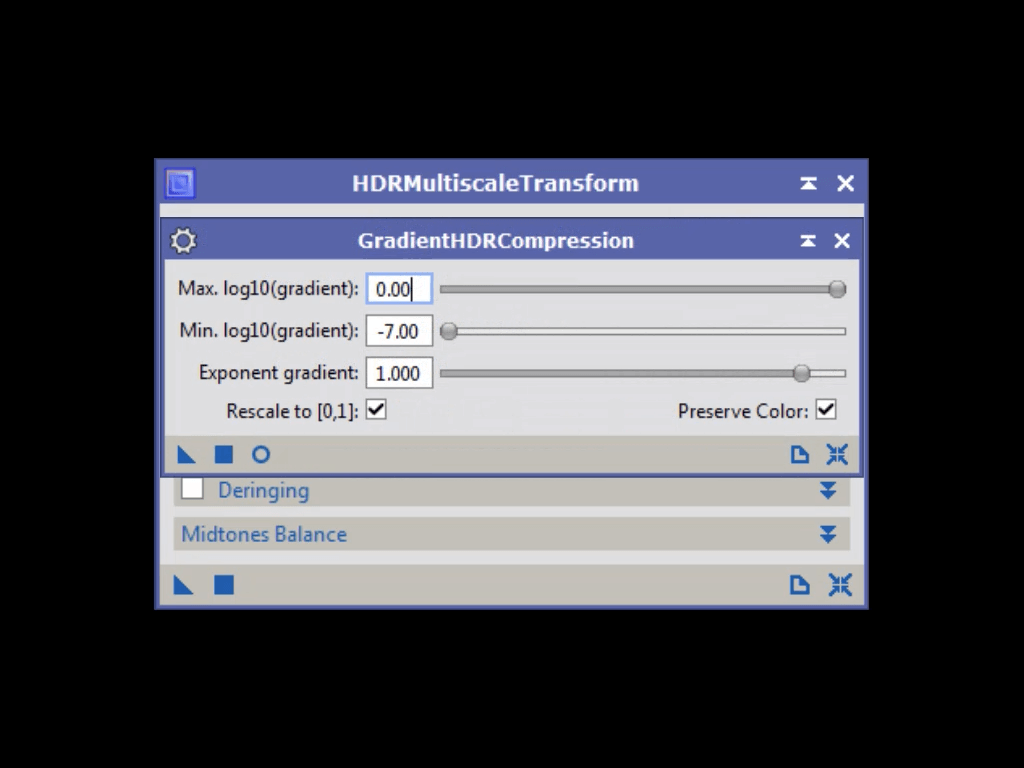 HDRMultiscaleTransform
GradientHDRCompression
Max. log10(gradient): 0.00
Min. log10(gradient): -7.00
Exponent gradient: 1.000
Rescale to [0,1]: Preserve Color:
Deringing
Midtones Balance